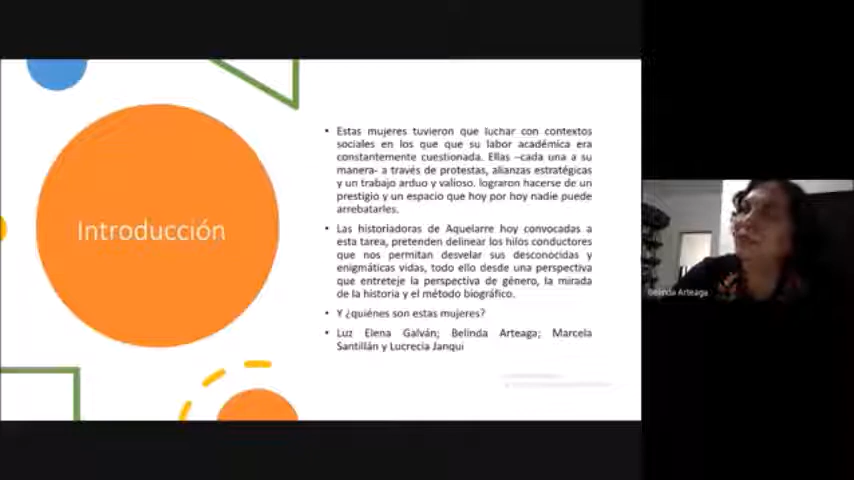 Introducción
• Estas mujeres tuvieron que luchar con contextos
sociales en los que que su labor académica era
constantemente cuestionada. Ellas –cada una a su
manera- a través de protestas, alianzas estratégicas
y un trabajo arduo y valioso. lograron hacerse de un
prestigio y un espacio que hoy por hoy nadie puede
arrebatarles.
• Las historiadoras de Aquelarre hoy convocadas a
esta tarea, pretenden delinear los hilos conductores
que nos permitan desvelar sus desconocidas y
enigmáticas vidas, todo ello desde una perspectiva
que entreteje la perspectiva de género, la mirada
de la historia y el método biográfico.
• Y ¿quiénes son estas mujeres?
• Luz Elena Galván; Belinda Arteaga; Marcela
Santillán y Lucrecia Janqui
Belinda Arteaga